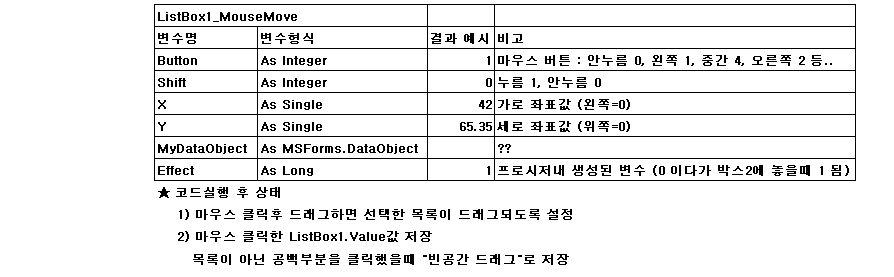 ListBox1_MouseMove
변수명 변수형식 결과 예시 비고
Button As Integer 1 마우스 버튼 : 안누름 0, 왼쪽 1, 중간 4, 오른쪽 2 등..
Shift As Integer 0 누름 1, 안누름 0
X As Single 42 가로 좌표값 (왼쪽=0)
Y As Single 65.35 세로 좌표값 (위쪽=0)
MyDataObject As MSForms.DataObject ??
Effect As Long 1 프로시저내 생성된 변수 (0 이다가 박스2에 놓을때 1 됨)
★ 코드실행 후 상태
1) 마우스 클릭후 드래그하면 선택한 목록이 드래그되도록 설정
2) 마우스 클릭한 ListBox1.Value값 저장
목록이 아닌 공백부분을 클릭했을때 "빈공간 드래그"로 저장